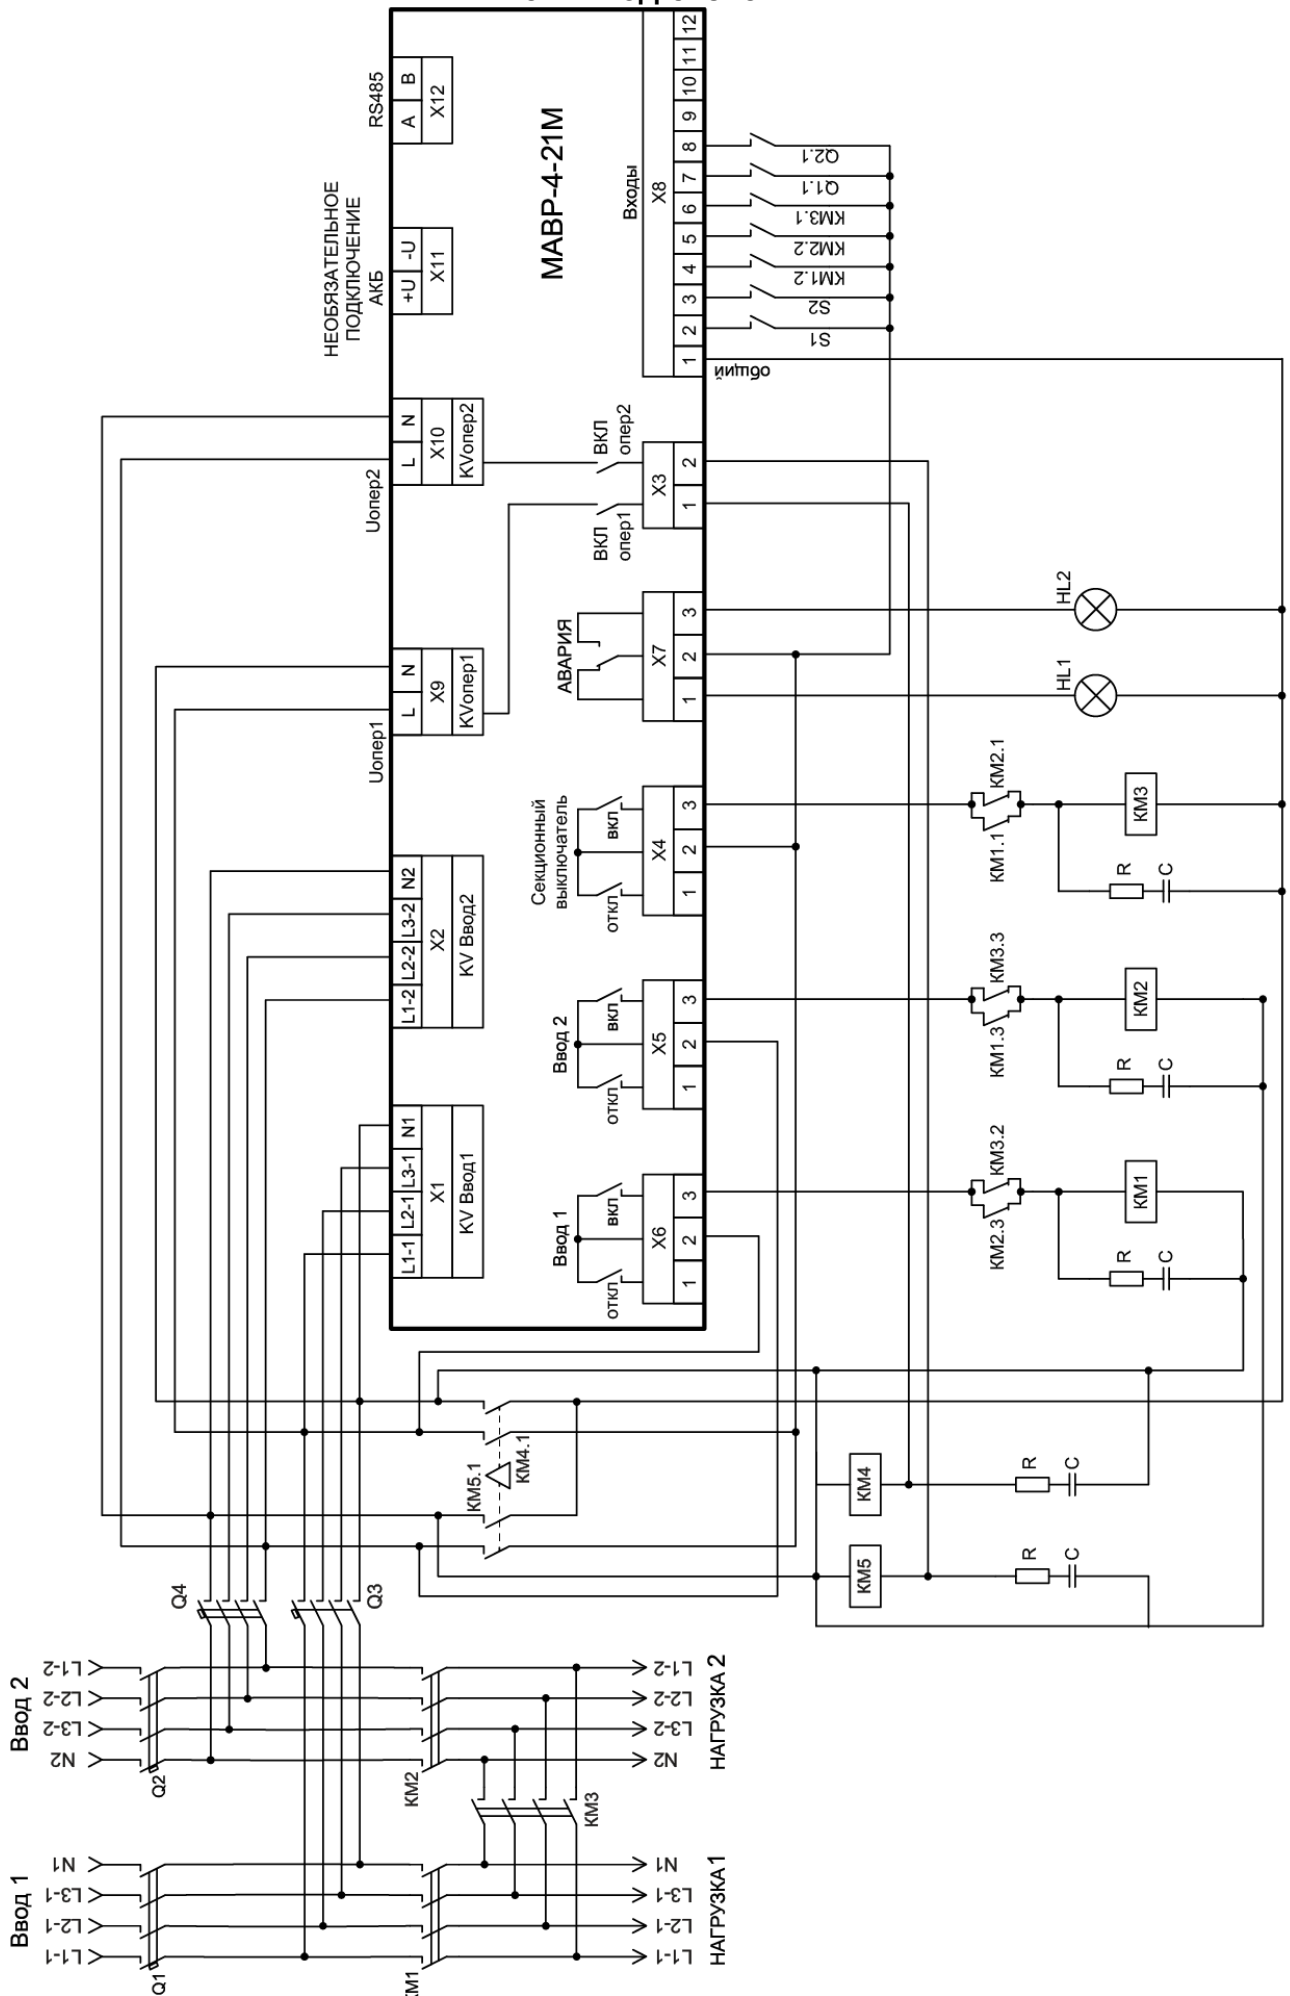 RS485
A B
X12
НЕОБЯЗАТЕЛЬНОЕ
ПОДКЛЮЧЕНИЕ
АКБ
+U -U
X11
МАВР-4-21М
Uопер2
L N
X10
KVопер2
Uопер1
L N
X9
KVопер1
L1-2 L2-2 L3-2 N2
X2
KV Ввод2
L1-1 L2-1 L3-1 N1
X1
KV Ввод1
Входы
X8
1 2 3 4 5 6 7 8 9 10 11 12
общий
S1
S2
KM1.2
KM2.2
KM3.1
Q1.1
Q2.1
ВКЛ
опер1
ВКЛ
опер2
X3
1 2
АВАРИЯ
X7
1 2 3
Секционный
выключатель
откл
вкл
X4
1 2 3
Ввод 2
откл
вкл
X5
1 2 3
Ввод 1
откл
вкл
X6
1 2 3
HL2
HL1
KM1.1
KM2.1
KM3
R
C
KM1.3
KM3.3
KM2
R
C
KM2.3
KM3.2
KM1
R
C
KM5.1
KM4.1
KM4
R
C
KM5
R
C
Q4
Q3
Ввод 2
L1-2
L2-2
L3-2
N2
Q2
KM2
L1-2
L2-2
L3-2
N2
НАГРУЗКА 2
KM3
Ввод 1
N1
L3-1
L2-1
L1-1
Q1
KM1
N1
L3-1
L2-1
L1-1
НАГРУЗКА1